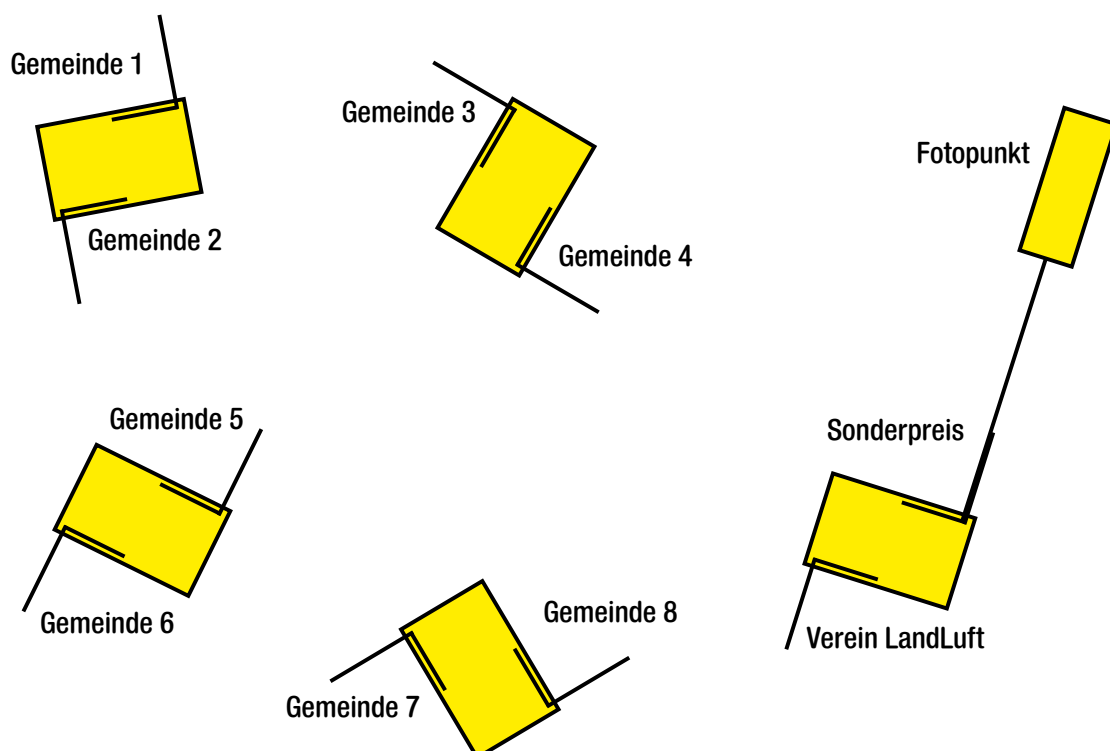 Gemeinde 1
Gemeinde 2
Gemeinde 3
Gemeinde 4
Fotopunkt
Gemeinde 5
Gemeinde 6
Gemeinde 7
Gemeinde 8
Sonderpreis
Verein LandLuft